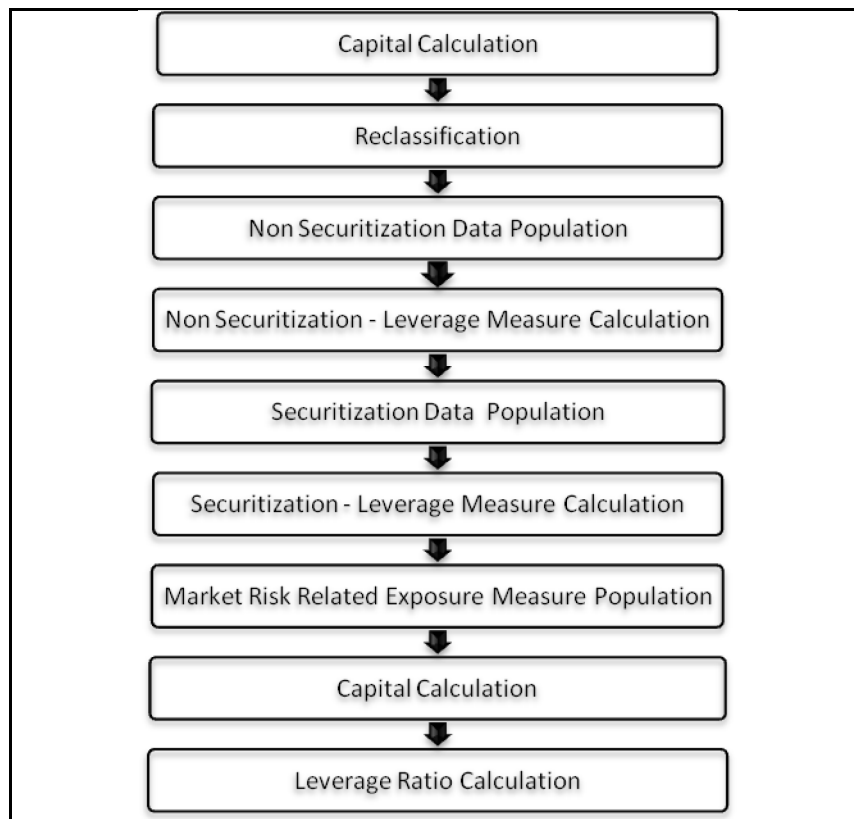 Capital Calculation
Reclassification
Non Securitization Data Population
Non Securitization - Leverage Measure Calculation
Securitization Data Population
Securitization - Leverage Measure Calculation
Market Risk Related Exposure Measure Population
Capital Calculation
Leverage Ratio Calculation